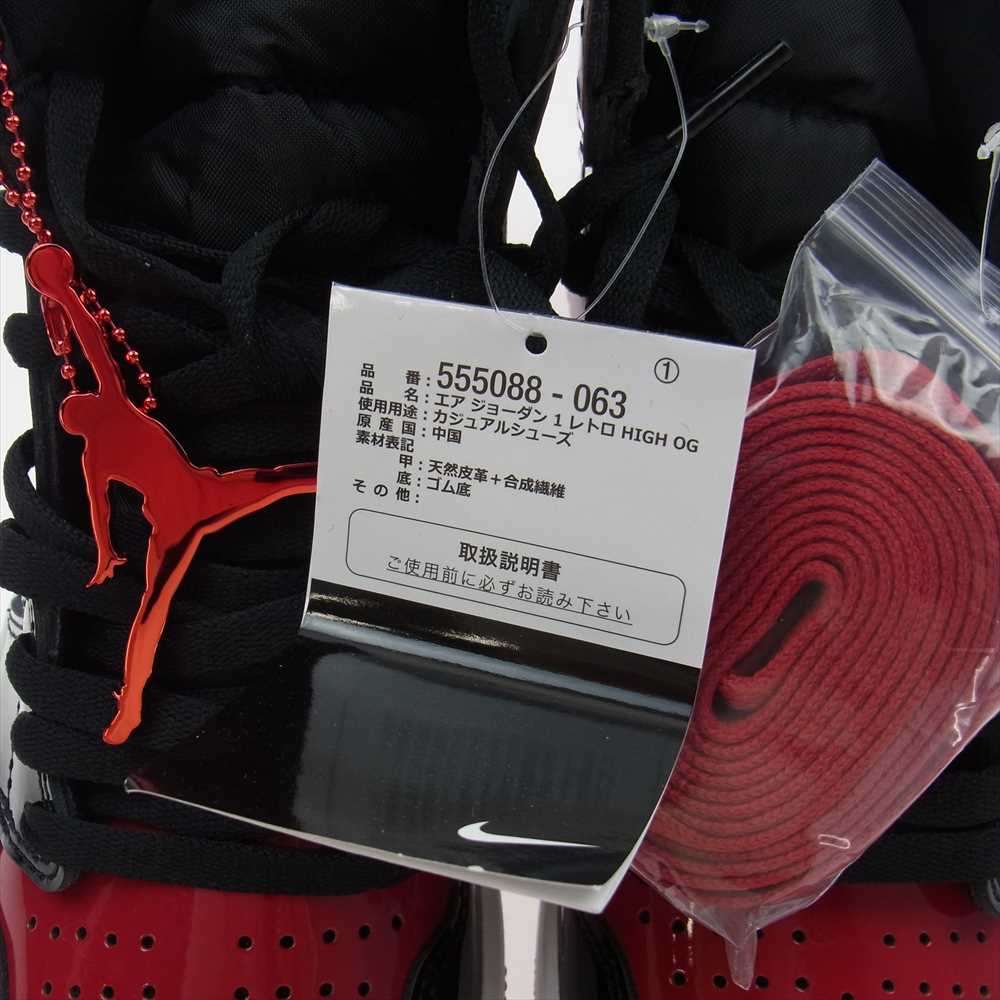 ①
品番：555088 - 063
品名：エア ジョーダン 1 レトロ HIGH OG
使用用途：カジュアルシューズ
原産国：中国
素材表記
甲：天然皮革＋合成繊維
底：ゴム底
その他：
取扱説明書
ご使用前に必ずお読み下さい